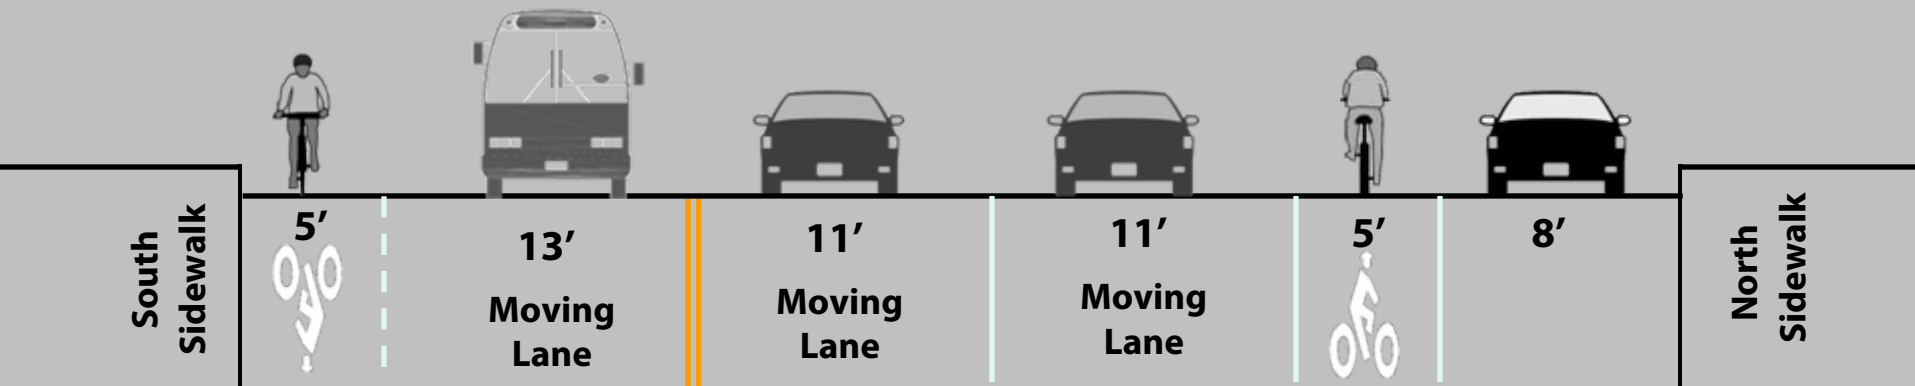 South
Sidewalk
5’
13’
Moving
Lane
11’
Moving
Lane
11’
Moving
Lane
5’
8’
North
Sidewalk